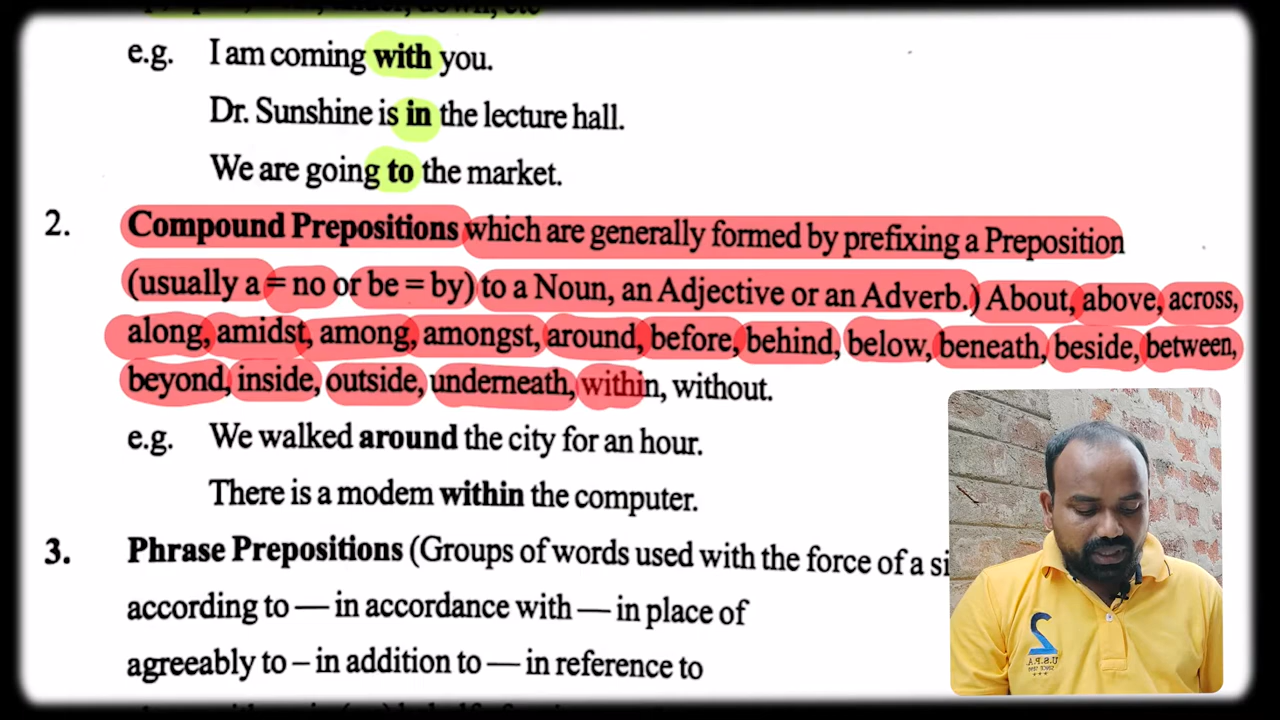 e.g. I am coming with you.
Dr. Sunshine is in the lecture hall.
We are going to the market.
2. Compound Prepositions which are generally formed by prefixing a Preposition
(usually a = no or be = by) to a Noun, an Adjective or an Adverb.) About, above, across,
along, amidst, among, amongst, around, before, behind, below, beneath, beside, between,
beyond, inside, outside, underneath, within, without.
e.g. We walked around the city for an hour.
There is a modem within the computer.
3. Phrase Prepositions (Groups of words used with the force of a
according to — in accordance with — in place of
agreeably to – in addition to — in reference to
2
U.S.P.A.
SINCE 1890